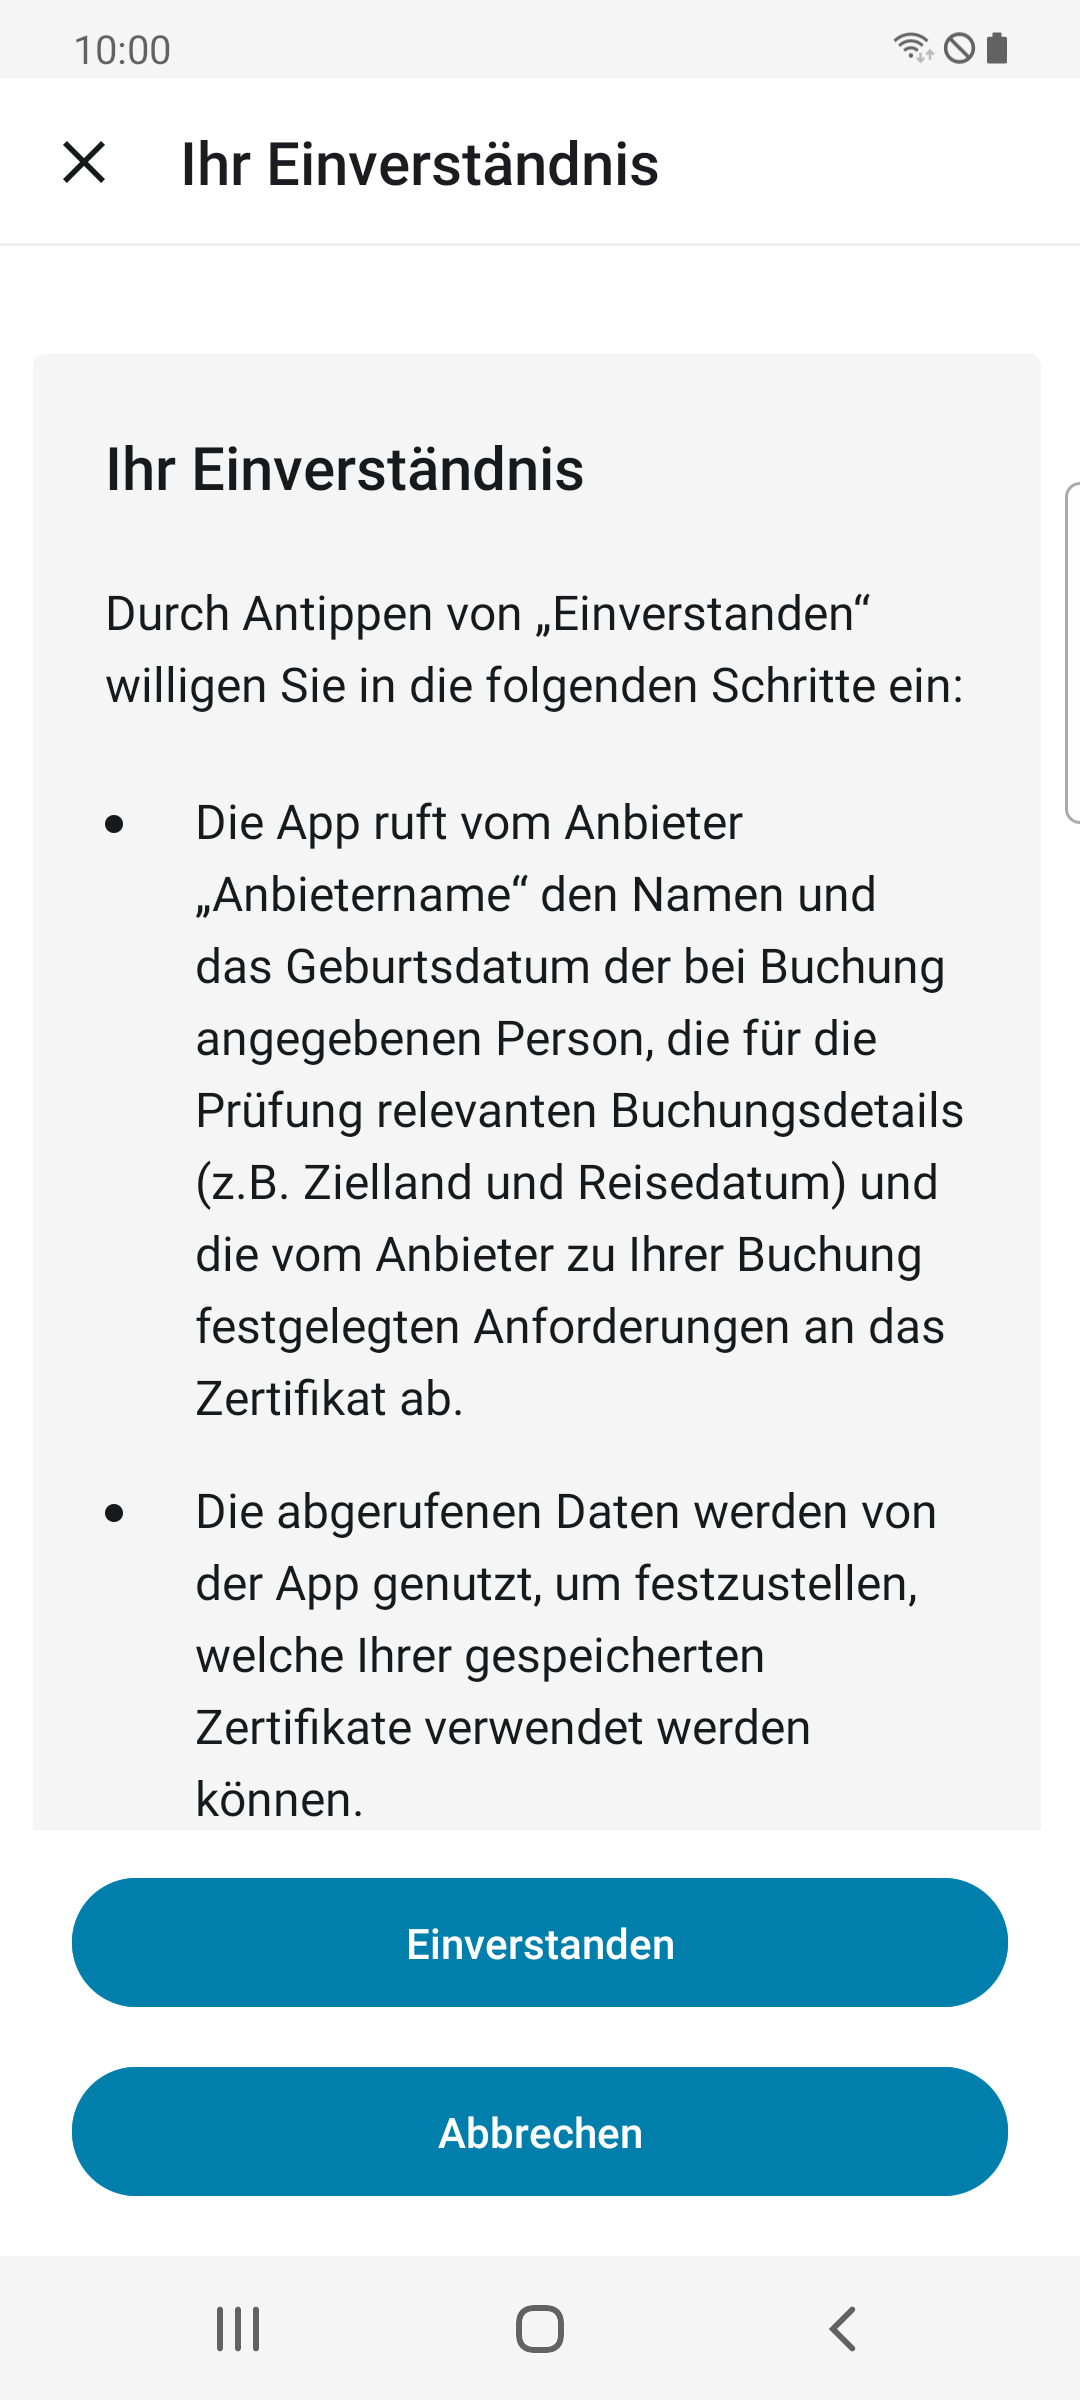 10:00
Ihr Einverständnis
Ihr Einverständnis
Durch Antippen von „Einverstanden“
willigen Sie in die folgenden Schritte ein:
• Die App ruft vom Anbieter
„Anbietername“ den Namen und
das Geburtsdatum der bei Buchung
angegebenen Person, die für die
Prüfung relevanten Buchungsdetails
(z.B. Zielland und Reisedatum) und
die vom Anbieter zu Ihrer Buchung
festgelegten Anforderungen an das
Zertifikat ab.
• Die abgerufenen Daten werden von
der App genutzt, um festzustellen,
welche Ihrer gespeicherten
Zertifikate verwendet werden
können.
Einverstanden
Abbrechen